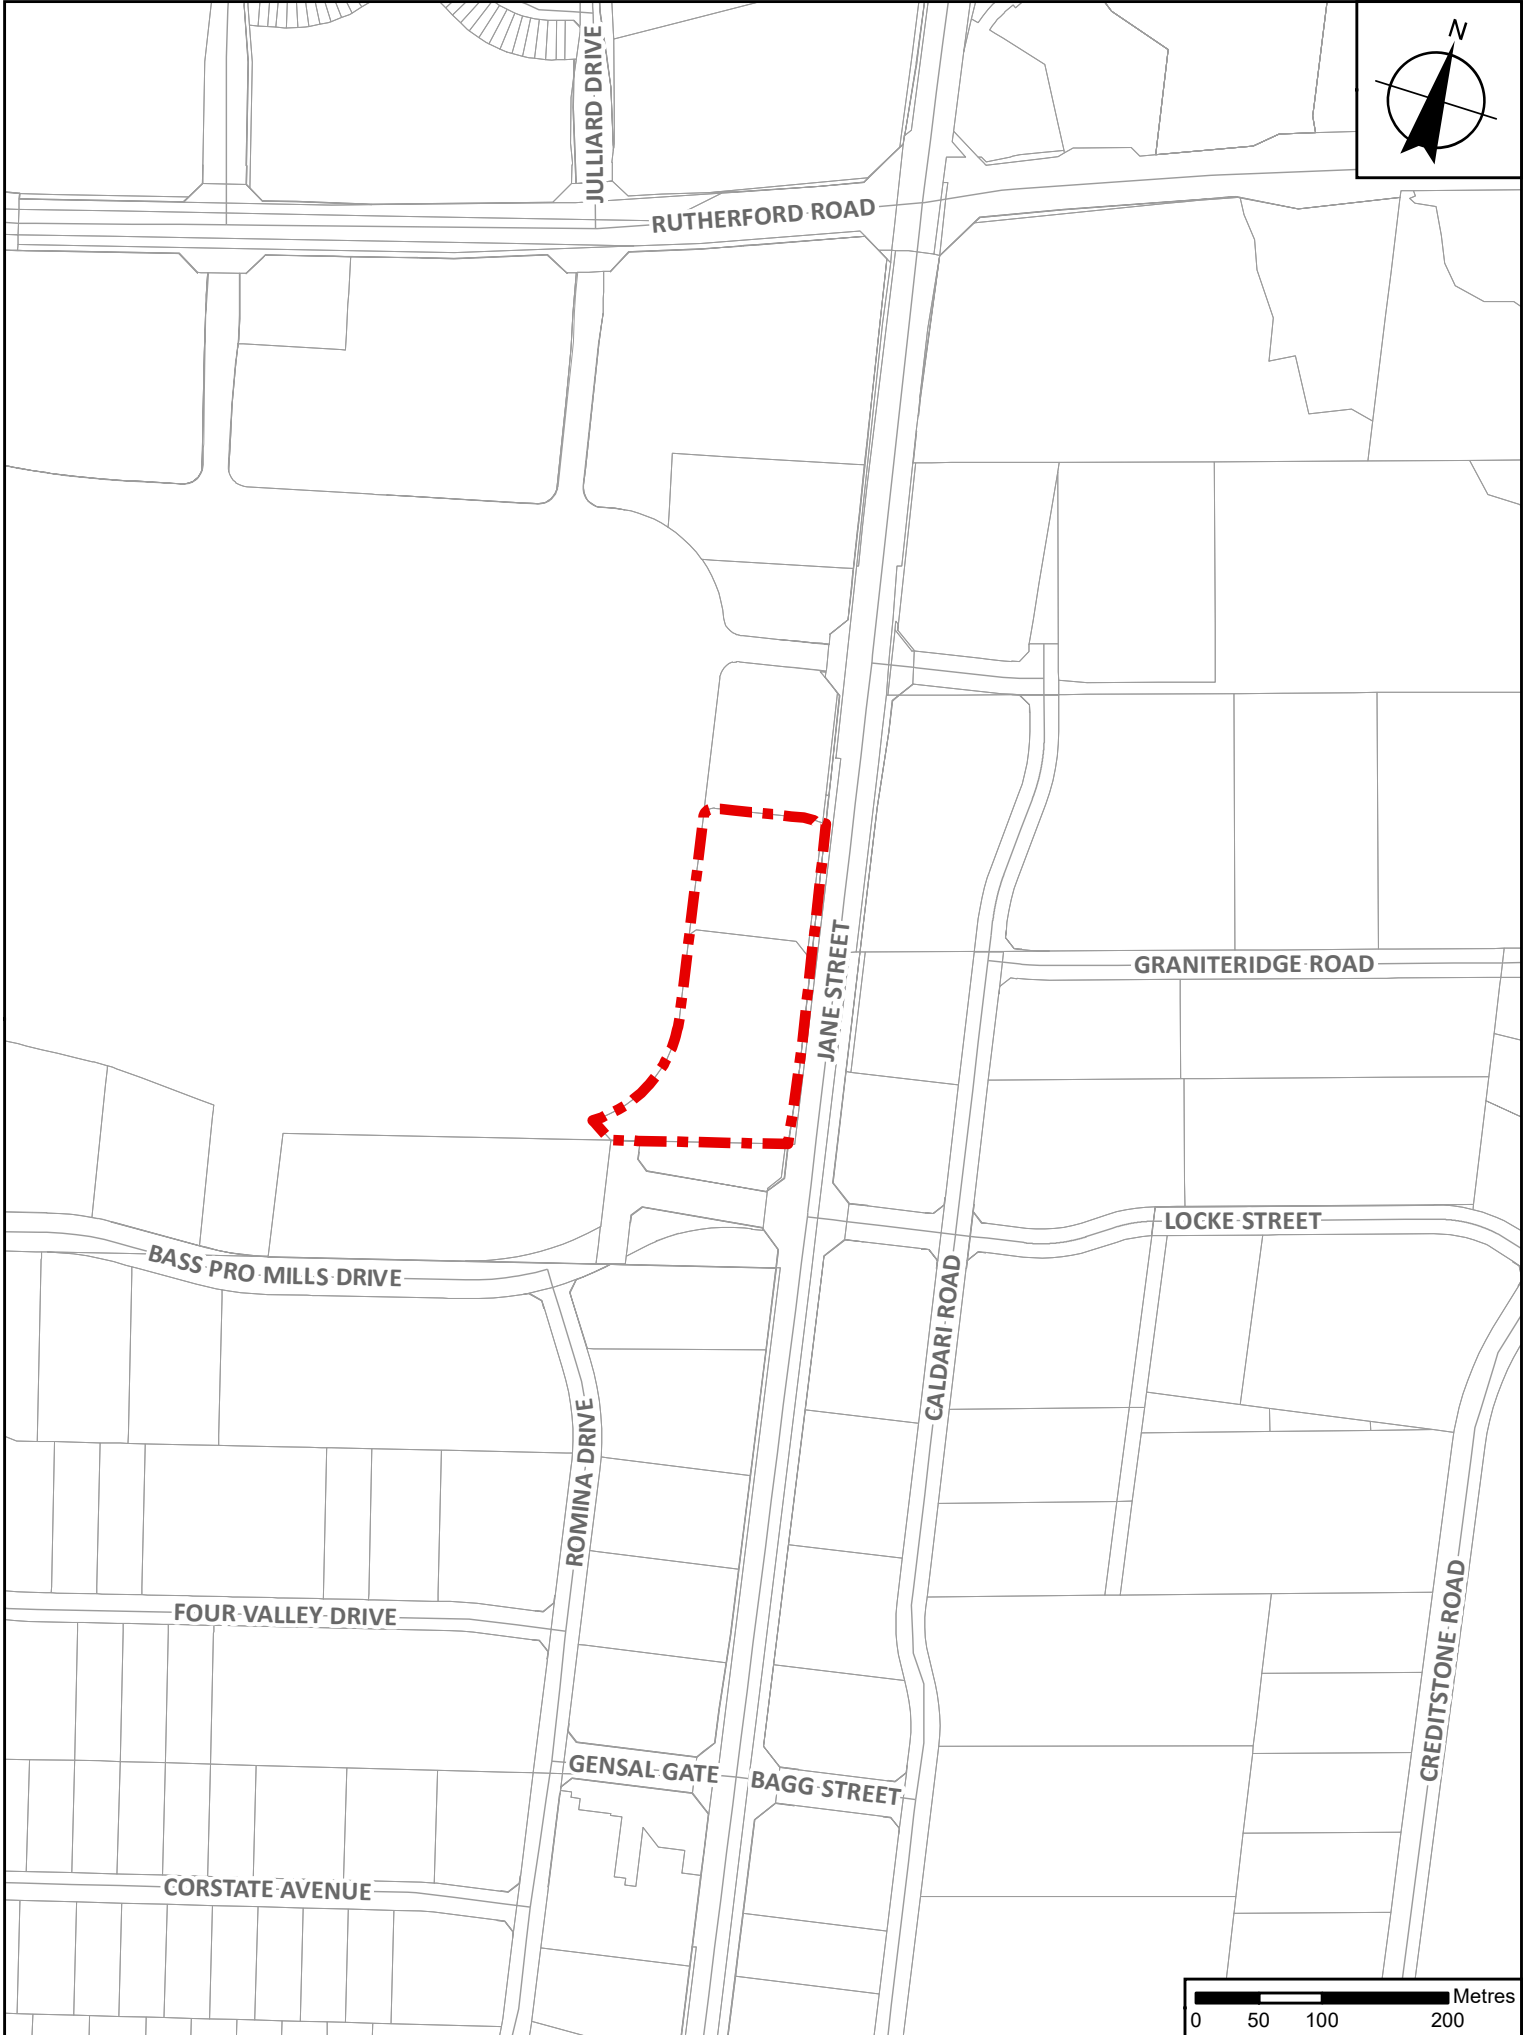 N
JULLIARD DRIVE
RUTHERFORD ROAD
JANE STREET
GRANITERIDGE ROAD
LOCKE STREET
BASS PRO MILLS DRIVE
CALDARI ROAD
ROMINA DRIVE
FOUR VALLEY DRIVE
CREDITSTONE ROAD
GENSAL GATE
BAGG STREET
CORSTATE AVENUE
Metres
0 50 100 200